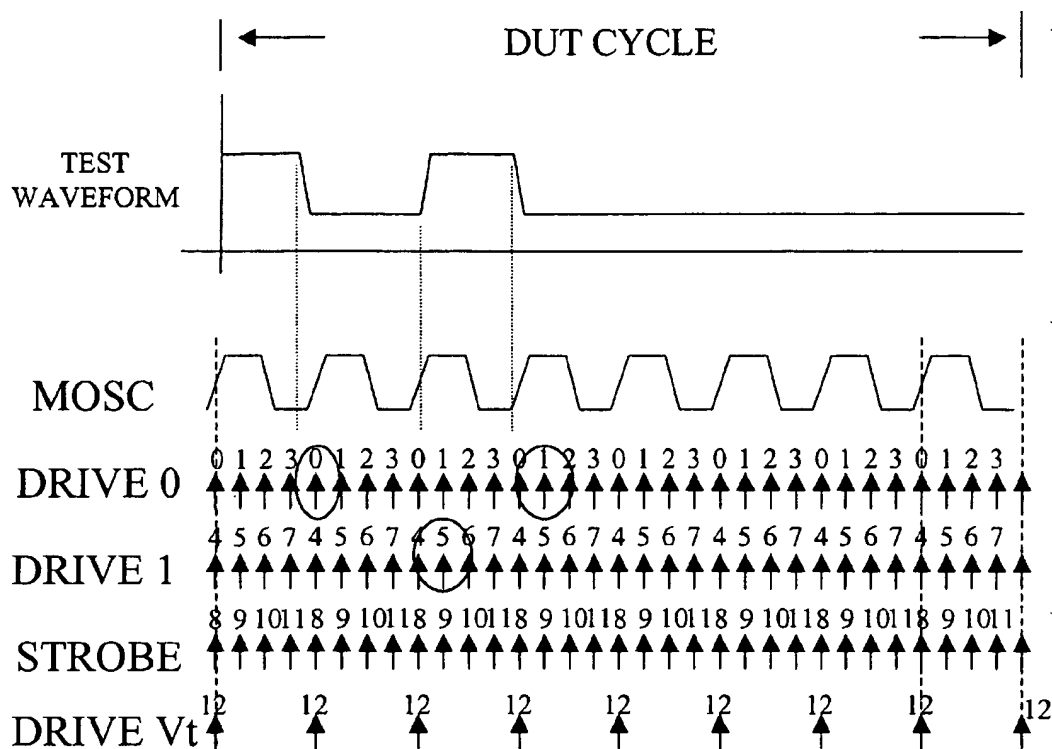 DUT CYCLE
TEST
WAVEFORM
MOSC
0 1 2 3 0 1 2 3 0 1 2 3 0 1 2 3 0 1 2 3 0 1 2 3 0 1 2 3 0 1 2 3
DRIVE 0
4 5 6 7 4 5 6 7 4 5 6 7 4 5 6 7 4 5 6 7 4 5 6 7 4 5 6 7 4 5 6 7
DRIVE 1
8 9 10 11 8 9 10 11 8 9 10 11 8 9 10 11 8 9 10 11 8 9 10 11 8 9 10 11 8 9 10 11
STROBE
12 12 12 12 12 12 12 12 12
DRIVE Vt